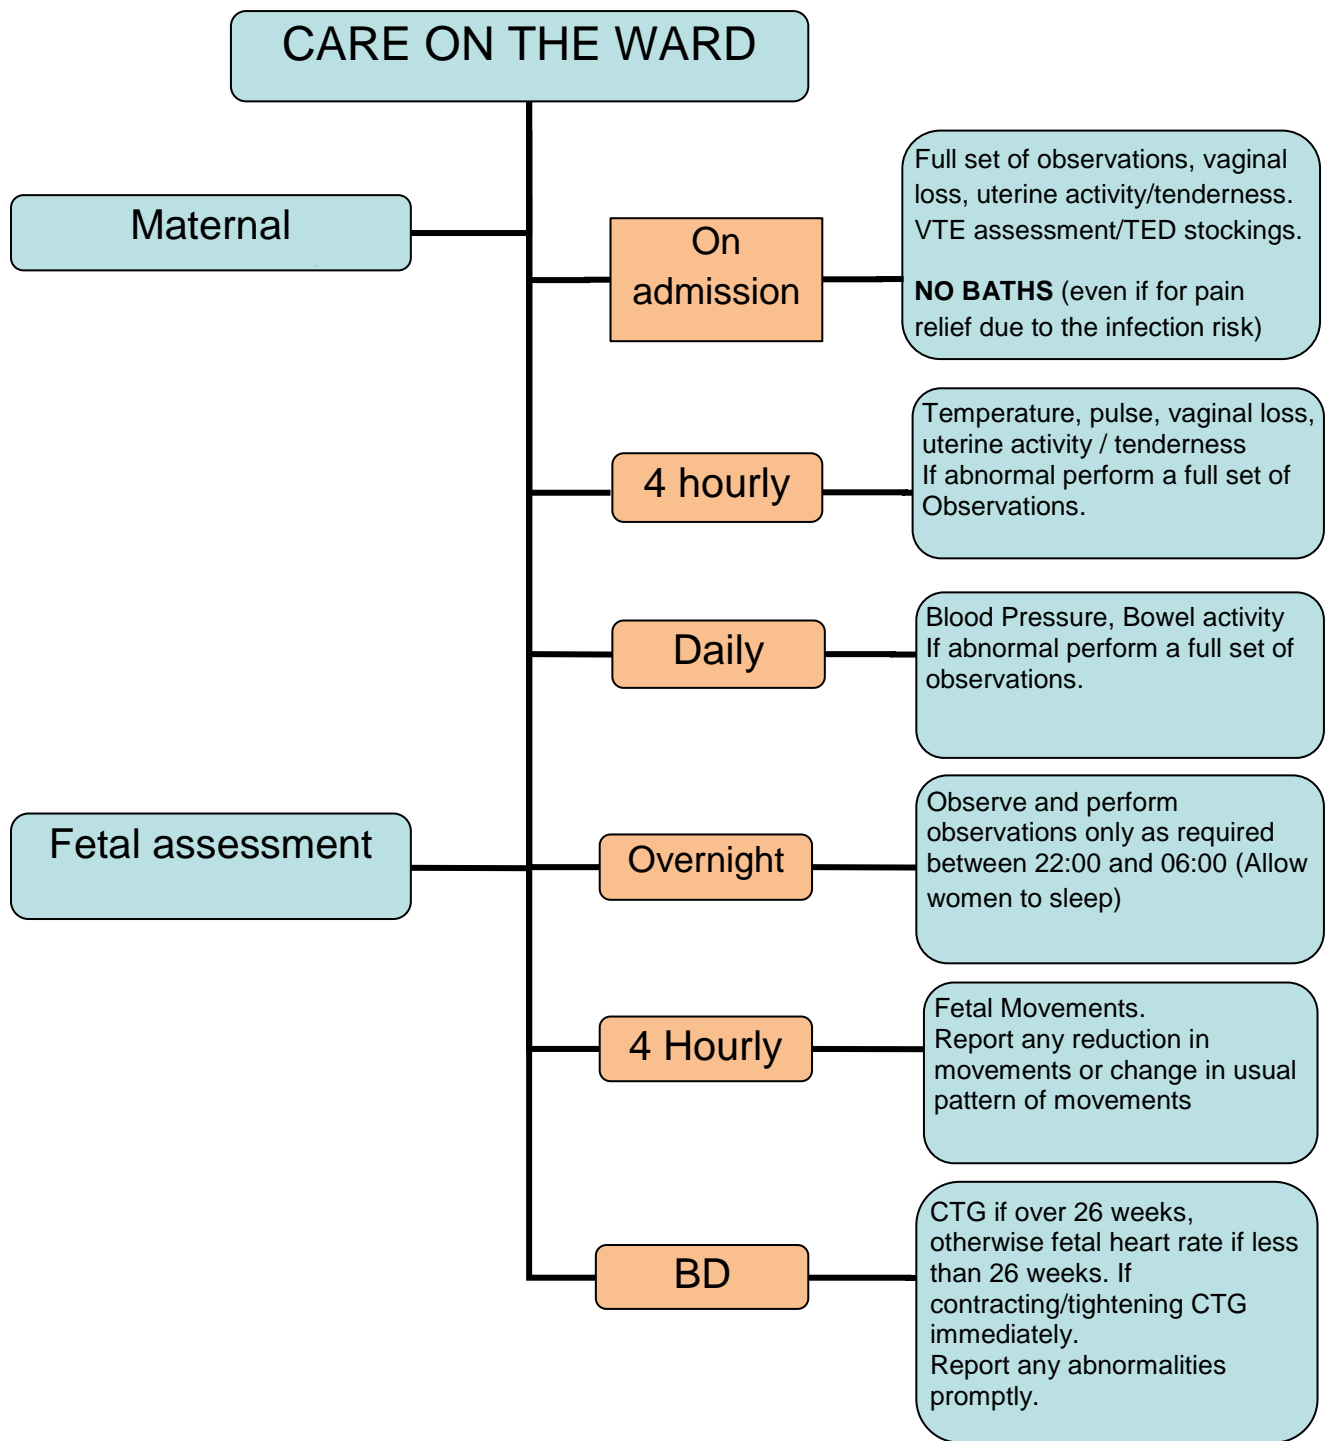 CARE ON THE WARD
Maternal
On
admission
Full set of observations, vaginal
loss, uterine activity/tenderness.
VTE assessment/TED stockings.
NO BATHS (even if for pain
relief due to the infection risk)
4 hourly
Temperature, pulse, vaginal loss,
uterine activity / tenderness
If abnormal perform a full set of
Observations.
Daily
Blood Pressure, Bowel activity
If abnormal perform a full set of
observations.
Fetal assessment
Overnight
Observe and perform
observations only as required
between 22:00 and 06:00 (Allow
women to sleep)
4 Hourly
Fetal Movements.
Report any reduction in
movements or change in usual
pattern of movements
BD
CTG if over 26 weeks,
otherwise fetal heart rate if less
than 26 weeks. If
contracting/tightening CTG
immediately.
Report any abnormalities
promptly.